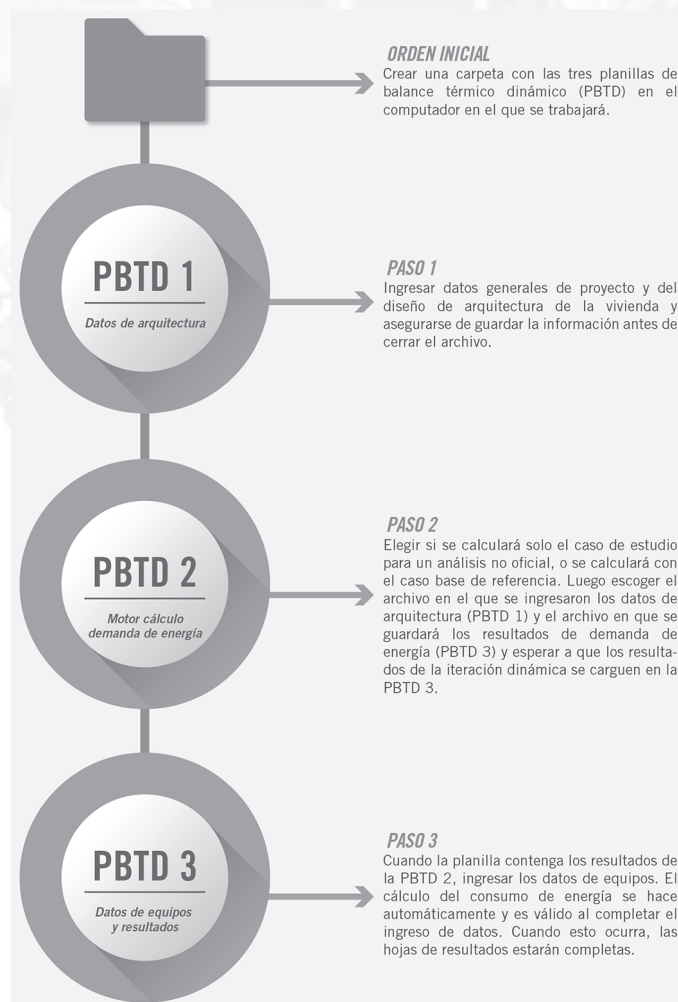 ORDEN INICIAL
Crear una carpeta con las tres planillas de
balance térmico dinámico (PBTD) en el
computador en el que se trabajará.
PBTD 1
Datos de arquitectura
PASO 1
Ingresar datos generales de proyecto y del
diseño de arquitectura de la vivienda y
asegurarse de guardar la información antes de
cerrar el archivo.
PBTD 2
Motor cálculo
demanda de energía
PASO 2
Elegir si se calculará solo el caso de estudio
para un análisis no oficial, o se calculará con
el caso base de referencia. Luego escoger el
archivo en el que se ingresaron los datos de
arquitectura (PBTD 1) y el archivo en que se
guardará los resultados de demanda de
energía (PBTD 3) y esperar a que los resulta-
dos de la iteración dinámica se carguen en la
PBTD 3.
PBTD 3
Datos de equipos
y resultados
PASO 3
Cuando la planilla contenga los resultados de
la PBTD 2, ingresar los datos de equipos. El
cálculo del consumo de energía se hace
automáticamente y es válido al completar el
ingreso de datos. Cuando esto ocurra, las
hojas de resultados estarán completas.